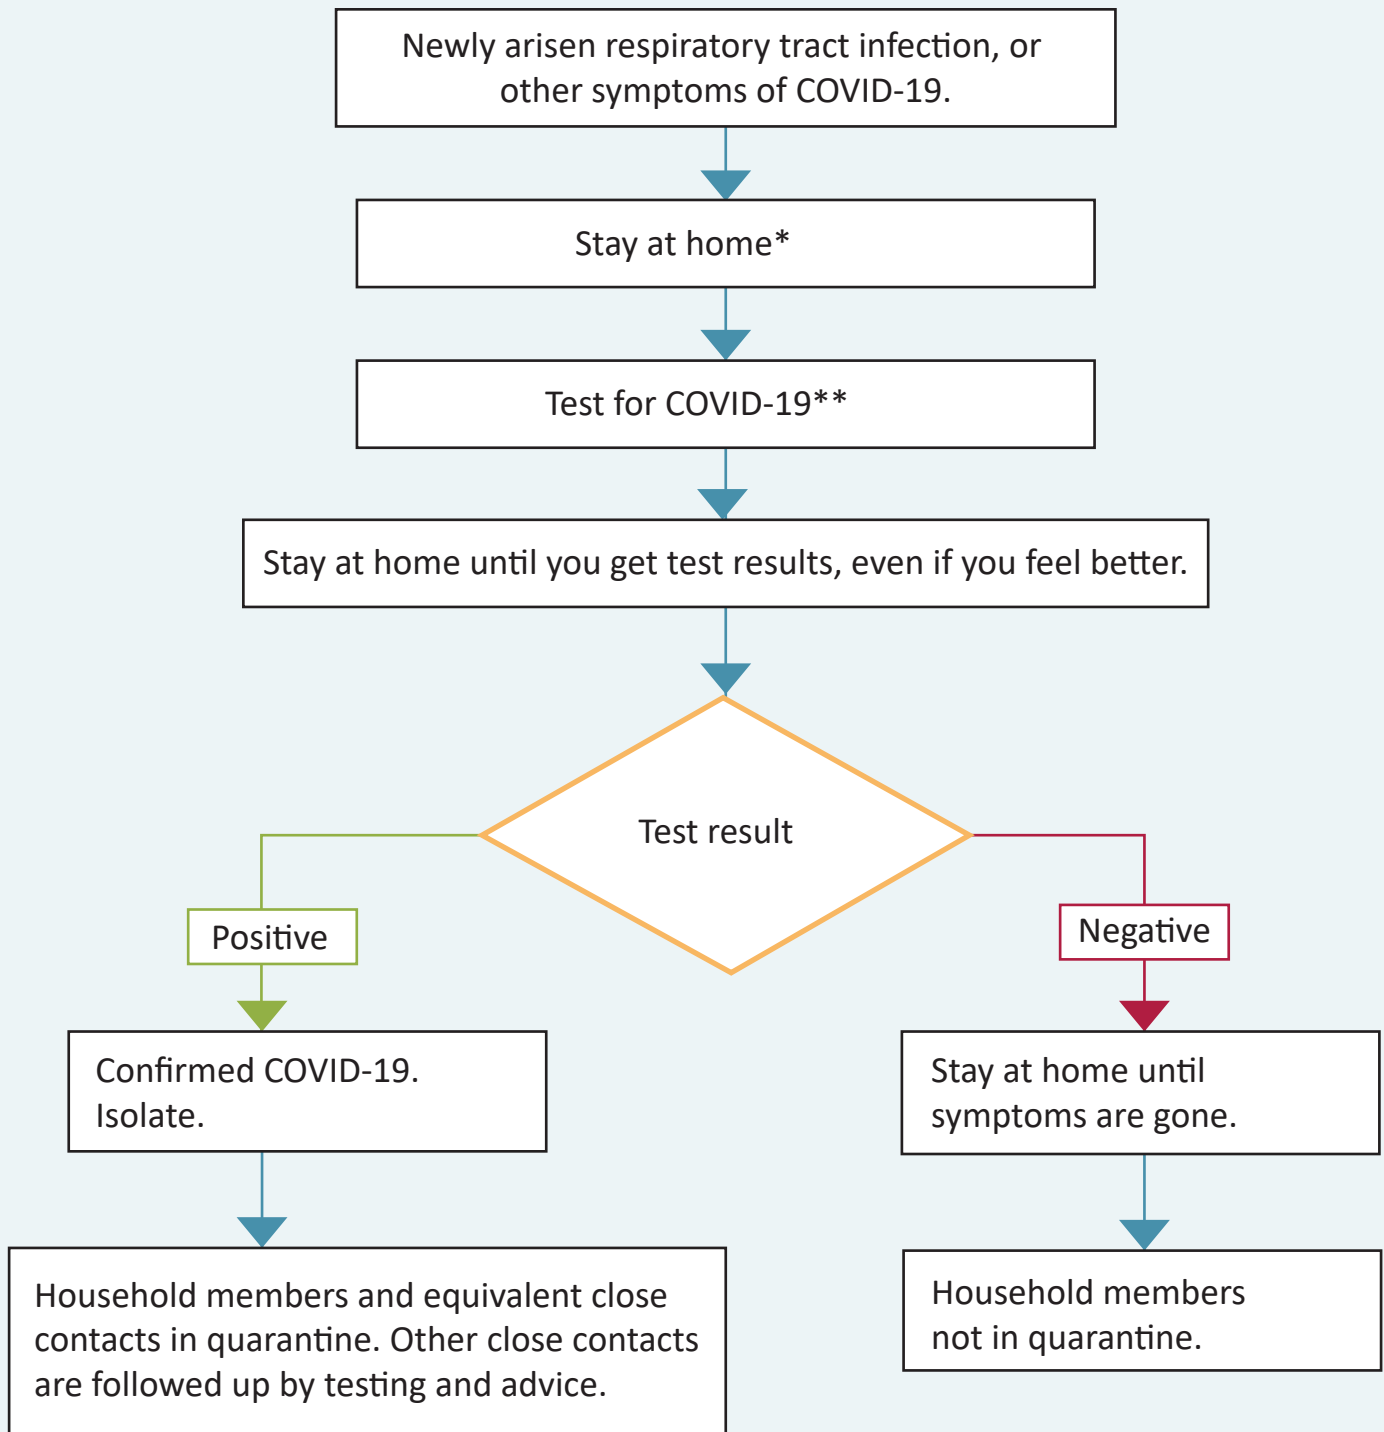 Newly arisen respiratory tract infection, or
other symptoms of COVID-19.
Stay at home*
Test for COVID-19**
Stay at home until you get test results, even if you feel better.
Test result
Positive
Negative
Confirmed COVID-19.
Isolate.
Stay at home until
symptoms are gone.
Household members and equivalent close
contacts in quarantine. Other close contacts
are followed up by testing and advice.
Household members
not in quarantine.